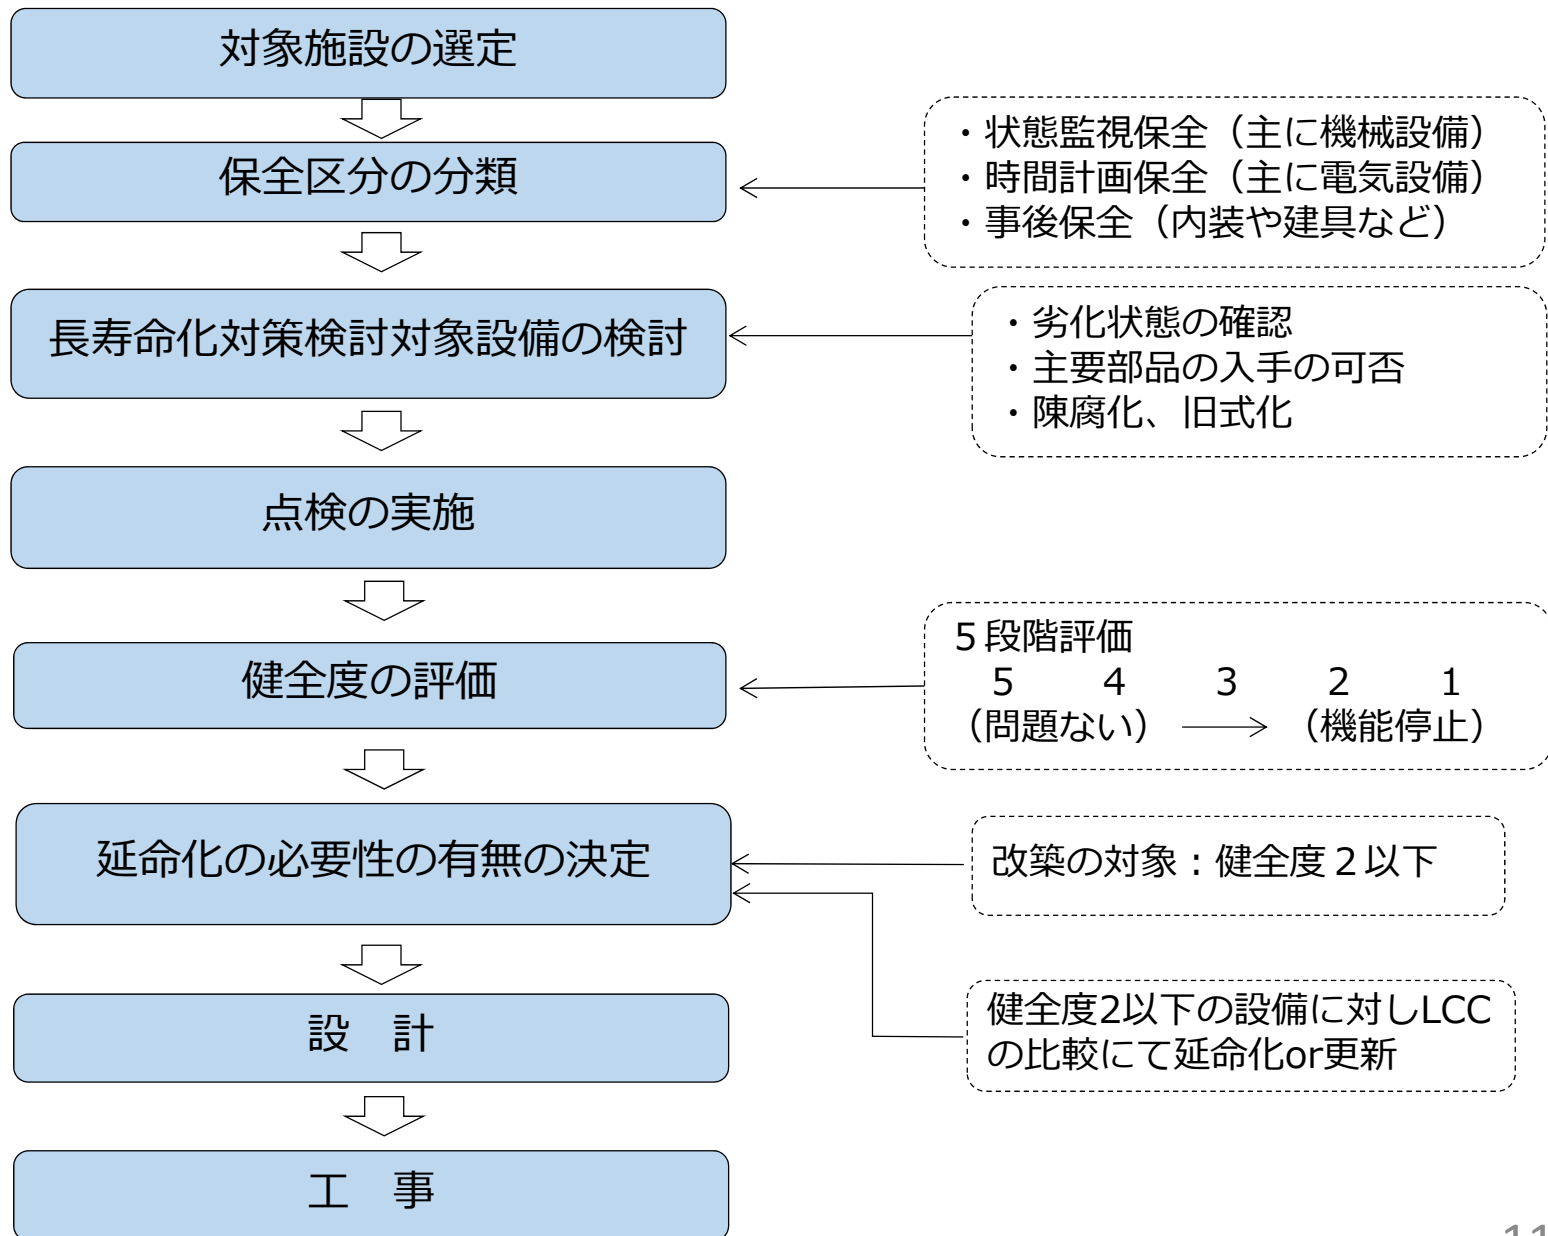 対象施設の選定
保全区分の分類
・状態監視保全（主に機械設備）
・時間計画保全（主に電気設備）
・事後保全（内装や建具など）
長寿命化対策検討対象設備の検討
・劣化状態の確認
・主要部品の入手の可否
・陳腐化、旧式化
点検の実施
健全度の評価
５段階評価
5 4 3 2 1
（問題ない） （機能停止）
延命化の必要性の有無の決定
改築の対象：健全度２以下
健全度2以下の設備に対しLCC
の比較にて延命化or更新
設　計
工　事
11